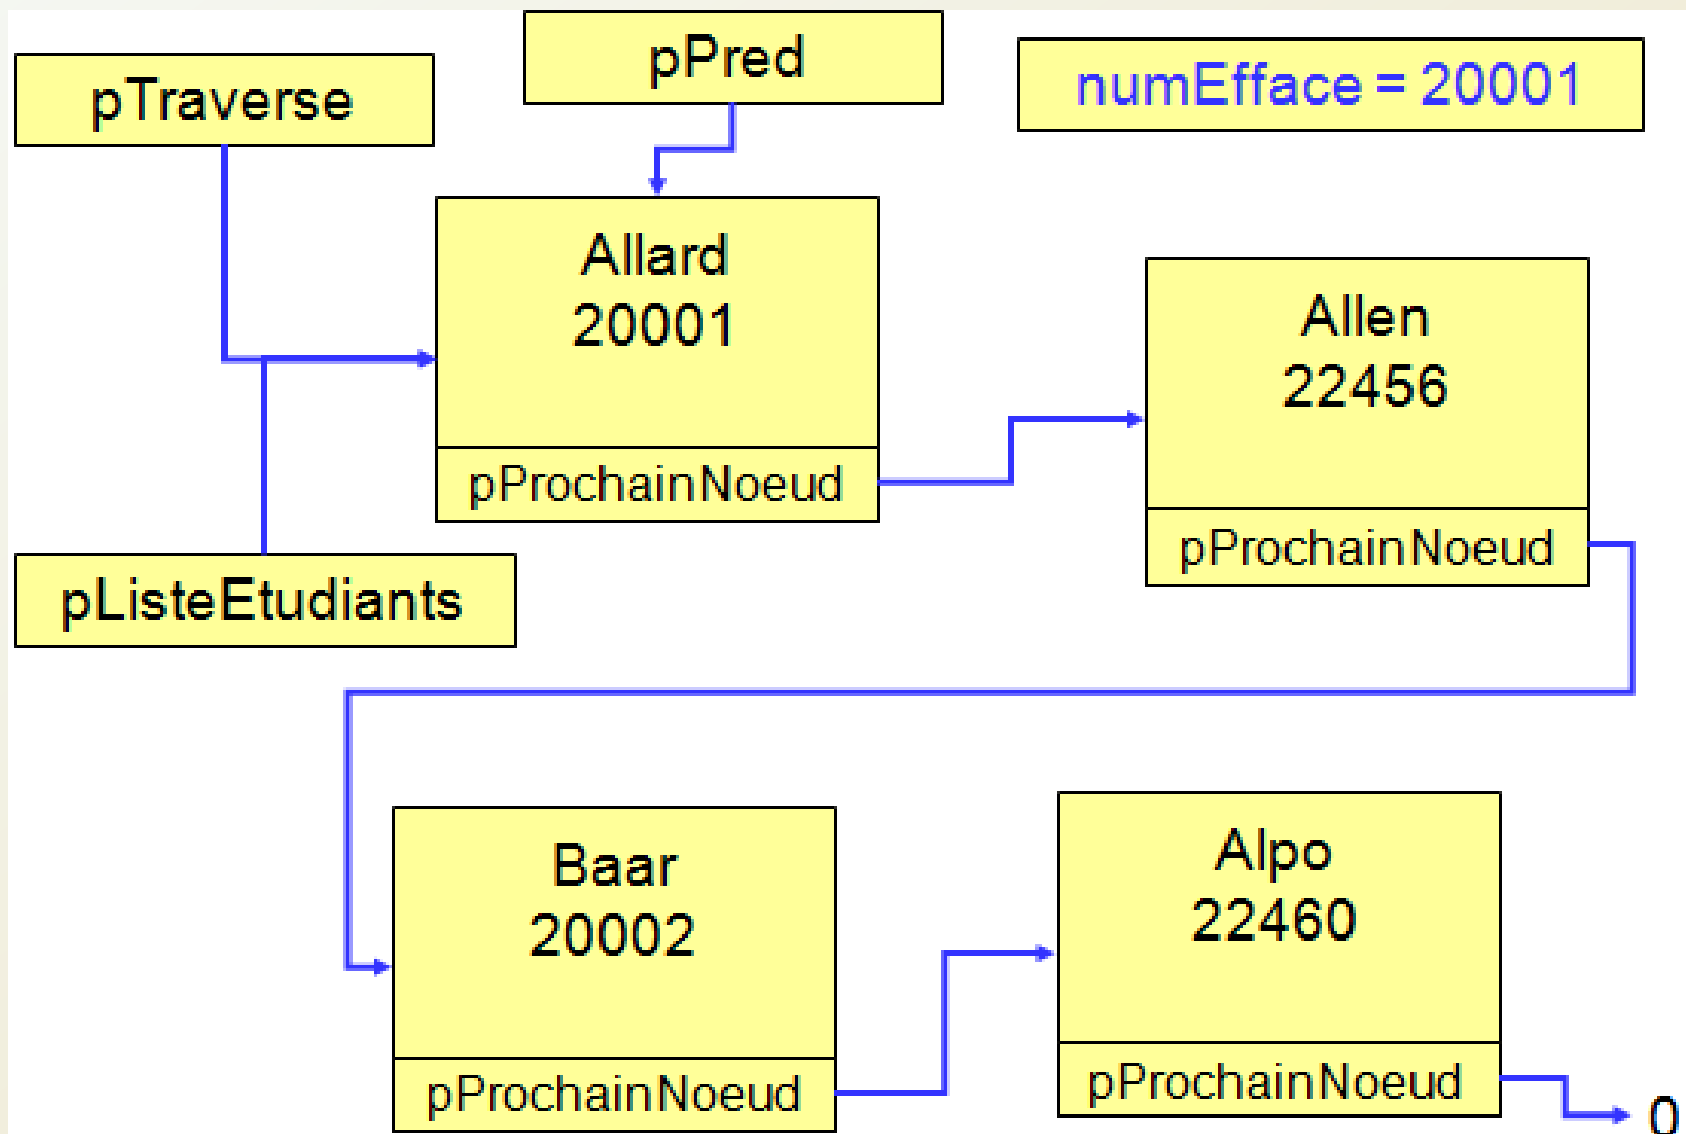 pPred
pTraverse
numEfface = 20001
Allard
20001
pProchainNoeud
Allen
22456
pProchainNoeud
pListeEtudiants
Baar
20002
pProchainNoeud
Alpo
22460
pProchainNoeud
0